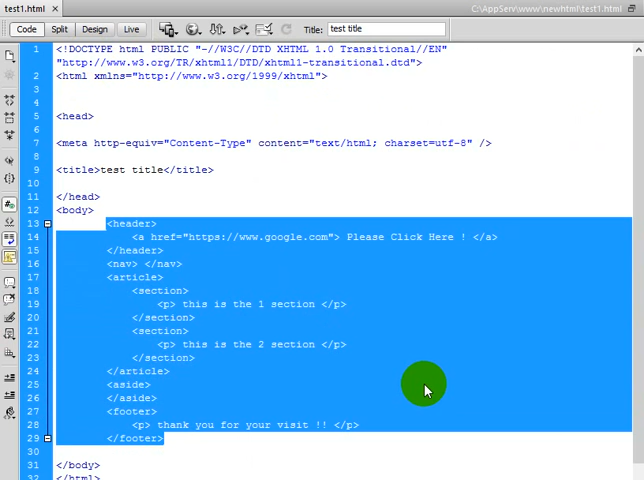 test1.html ×
C:\AppServ\www\newhtml\test1.html
Code Split Design Live Title: test title
1 <!DOCTYPE html PUBLIC "-//W3C//DTD XHTML 1.0 Transitional//EN"
"http://www.w3.org/TR/xhtml1/DTD/xhtml1-transitional.dtd">
2 <html xmlns="http://www.w3.org/1999/xhtml">
3
4
5 <head>
6
7 <meta http-equiv="Content-Type" content="text/html; charset=utf-8" />
8
9 <title>test title</title>
10
11 </head>
12 <body>
13 <header>
14 <a href="https://www.google.com"> Please Click Here ! </a>
15 </header>
16 <nav> </nav>
17 <article>
18 <section>
19 <p> this is the 1 section </p>
20 </section>
21 <section>
22 <p> this is the 2 section </p>
23 </section>
24 </article>
25 <aside>
26 </aside>
27 <footer>
28 <p> thank you for your visit !! </p>
29 </footer>
30
31 </body>
32 </html>